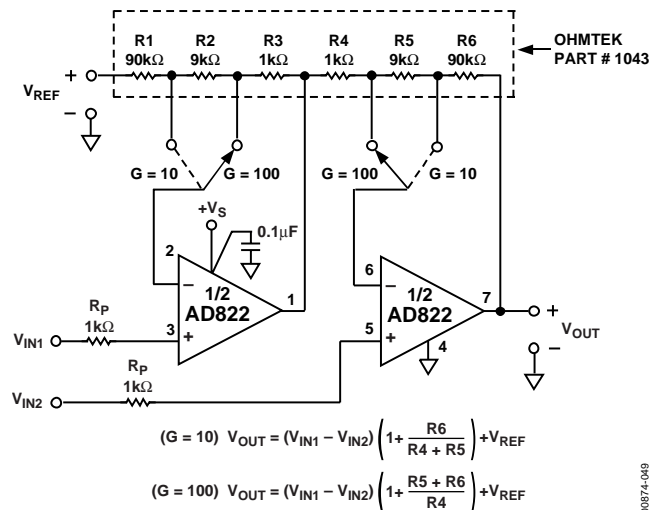 R1 R2 R3 R4 R5 R6
90kΩ 9kΩ 1kΩ 1kΩ 9kΩ 90kΩ
OHMTEK
PART # 1043
+
VREF
−
G = 10 G = 100 G = 100 G = 10
+VS
0.1µF
2
−
1/2
AD822
1
3
+
6
−
1/2
AD822
7
5
+
4
RP
1kΩ
VIN1
RP
1kΩ
VIN2
+
VOUT
−
(G = 10) VOUT = (VIN1 – VIN2) (1+ R6 / R4 + R5) +VREF
(G = 100) VOUT = (VIN1 – VIN2) (1+ R5 + R6 / R4) +VREF
00874-049